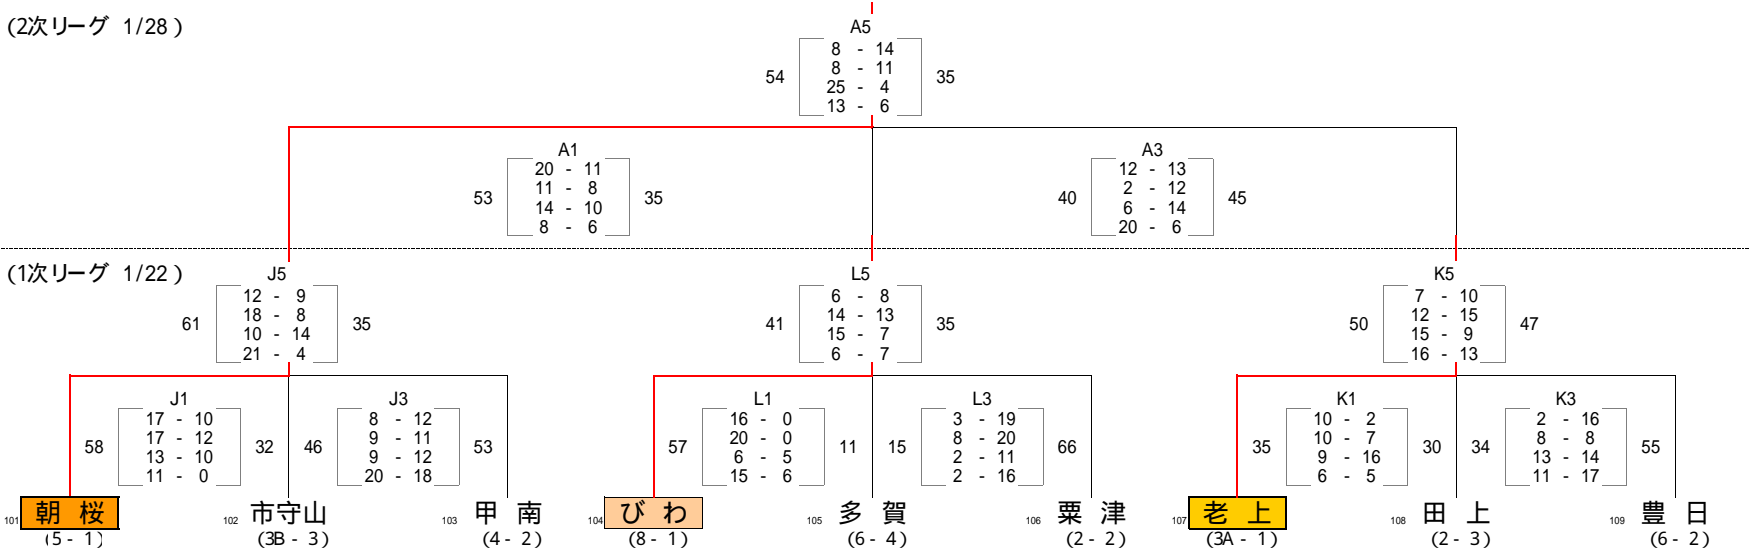 (2次リーグ 1/28 )
A5
54
8 - 14
8 - 11
25 - 4
13 - 6
35
A1
53
20 - 11
11 - 8
14 - 10
8 - 6
35
A3
40
12 - 13
2 - 12
6 - 14
20 - 6
45
(1次リーグ 1/22 )
J5
61
12 - 9
18 - 8
10 - 14
21 - 4
35
L5
41
6 - 8
14 - 13
15 - 7
6 - 7
35
K5
50
7 - 10
12 - 15
15 - 9
16 - 13
47
J1
58
17 - 10
17 - 12
13 - 10
11 - 0
32
J3
46
8 - 12
9 - 11
9 - 12
20 - 18
53
L1
57
16 - 0
20 - 0
6 - 5
15 - 6
11
L3
15
3 - 19
8 - 20
2 - 11
2 - 16
66
K1
35
10 - 2
10 - 7
9 - 16
6 - 5
30
K3
34
2 - 16
8 - 8
13 - 14
11 - 17
55
101 朝 桜
(5 - 1)
102 市守山
(3B - 3)
103 甲 南
(4 - 2)
104 び わ
(8 - 1)
105 多 賀
(6 - 4)
106 粟 津
(2 - 2)
107 老 上
(3A - 1)
108 田 上
(2 - 3)
109 豊 日
(6 - 2)